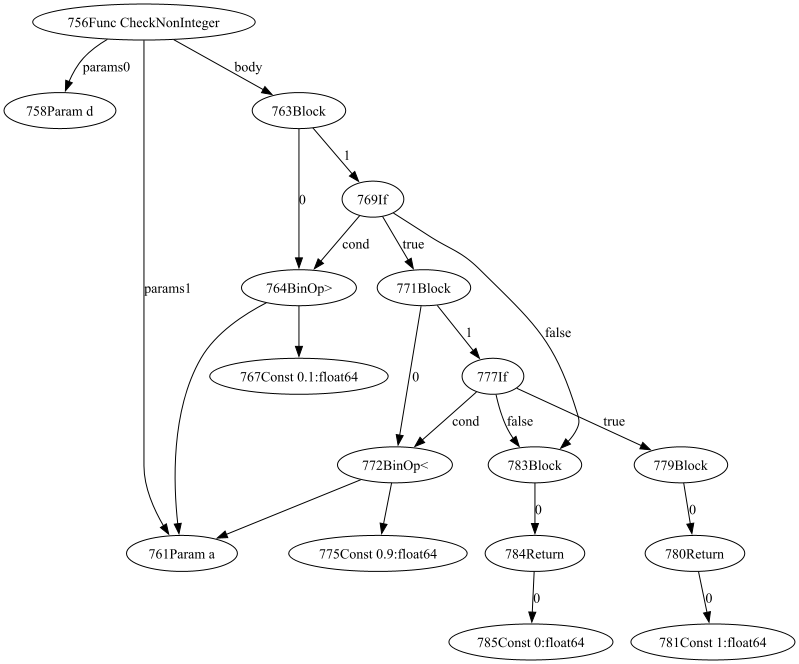 756Func CheckNonInteger
params0
body
758Param d
763Block
1
769If
0
cond
true
params1
764BinOp>
771Block
1
false
767Const 0.1:float64
0
777If
cond
false
true
772BinOp<
783Block
779Block
0
0
761Param a
775Const 0.9:float64
784Return
780Return
0
0
785Const 0:float64
781Const 1:float64